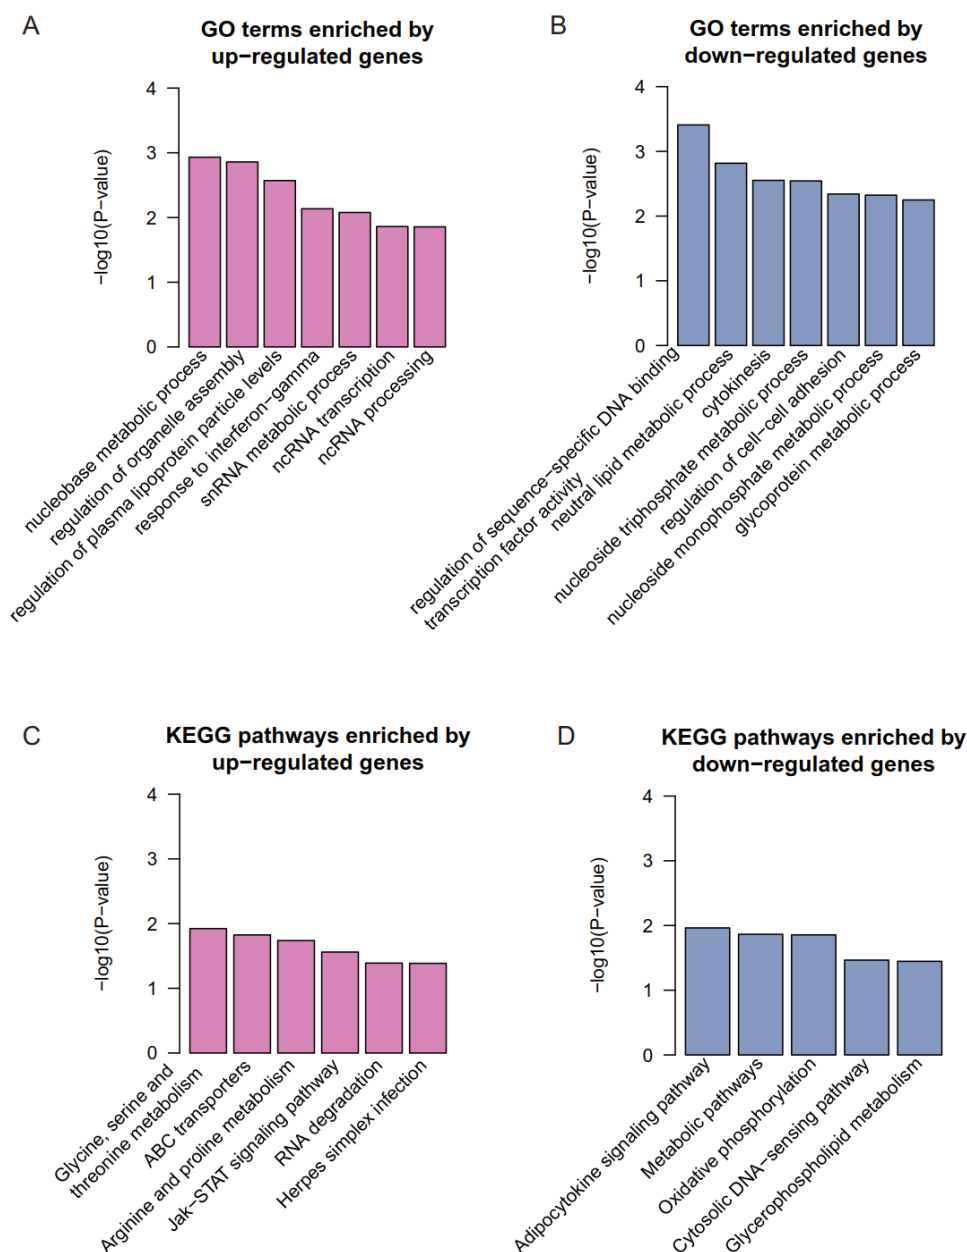 A
GO terms enriched by
up−regulated genes
4
3
2
1
0
−log10(P−value)
nucleobase metabolic process
regulation of organelle assembly
regulation of plasma lipoprotein particle levels
response to interferon−gamma
snRNA metabolic process
ncRNA transcription
ncRNA processing
B
GO terms enriched by
down−regulated genes
4
3
2
1
0
−log10(P−value)
regulation of sequence−specific DNA binding
transcription factor activity
neutral lipid metabolic process
cytokinesis
nucleoside triphosphate metabolic process
regulation of cell−cell adhesion
nucleoside monophosphate metabolic process
glycoprotein metabolic process
C
KEGG pathways enriched by
up−regulated genes
4
3
2
1
0
−log10(P−value)
Glycine, serine and
threonine metabolism
ABC transporters
Arginine and proline metabolism
Jak−STAT signaling pathway
RNA degradation
Herpes simplex infection
D
KEGG pathways enriched by
down−regulated genes
4
3
2
1
0
−log10(P−value)
Adipocytokine signaling pathway
Metabolic pathways
Oxidative phosphorylation
Cytosolic DNA−sensing pathway
Glycerophospholipid metabolism